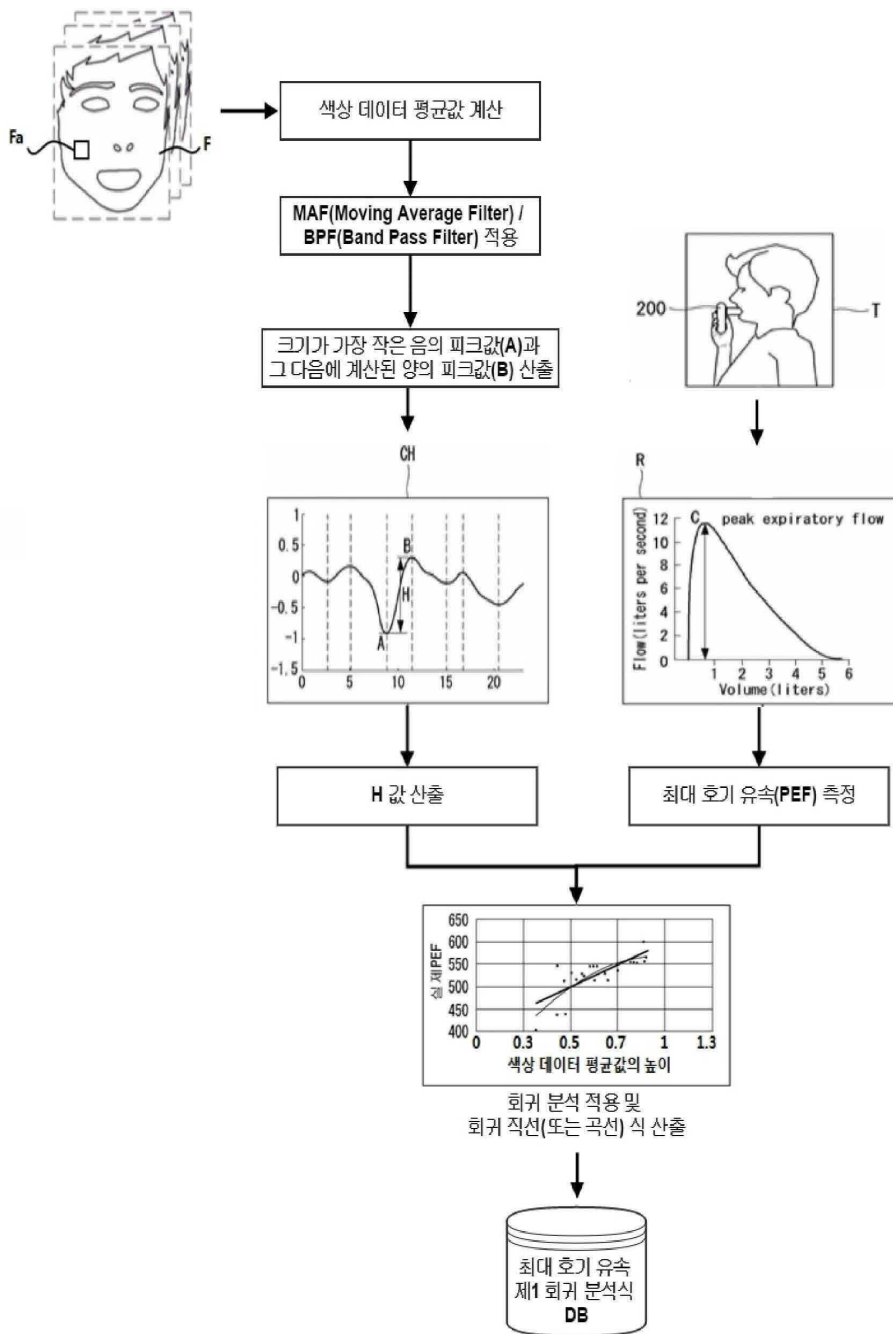 Fa
F
색상 데이터 평균값 계산
MAF(Moving Average Filter) /
BPF(Band Pass Filter) 적용
크기가 가장 작은 음의 피크값(A)과
그 다음에 계산된 양의 피크값(B) 산출
200
T
CH
1
0.5
0
-0.5
-1
-1.5
A
B
H
0 5 10 15 20
R
C peak expiratory flow
Flow(liters per second)
12
10
8
6
4
2
0
1 2 3 4 5 6
Volume(liters)
H 값 산출
최대 호기 유속(PEF) 측정
실제PEF
650
600
550
500
450
400
0 0.3 0.5 0.7 1 1.3
색상 데이터 평균값의 높이
회귀 분석 적용 및
회귀 직선(또는 곡선) 식 산출
최대 호기 유속
제1 회귀 분석식
DB